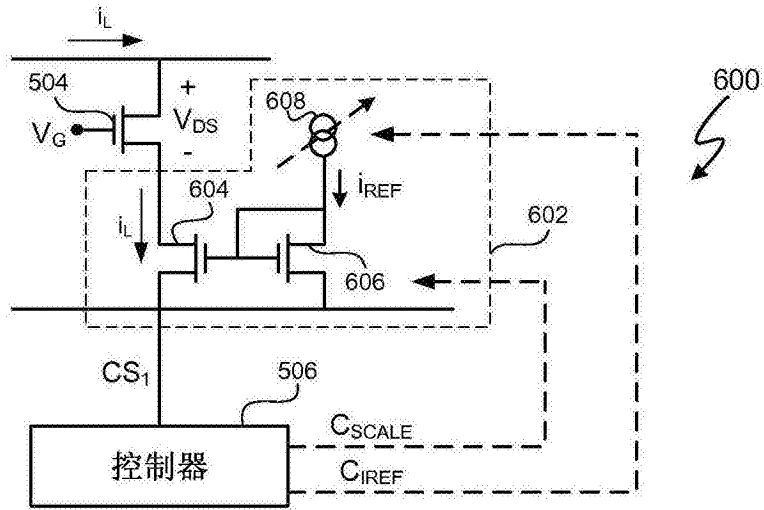 iL
504
608
600
+
VDS
-
VG
iREF
604
iL
602
606
CS1
506
控制器
CSCALE
CIREF